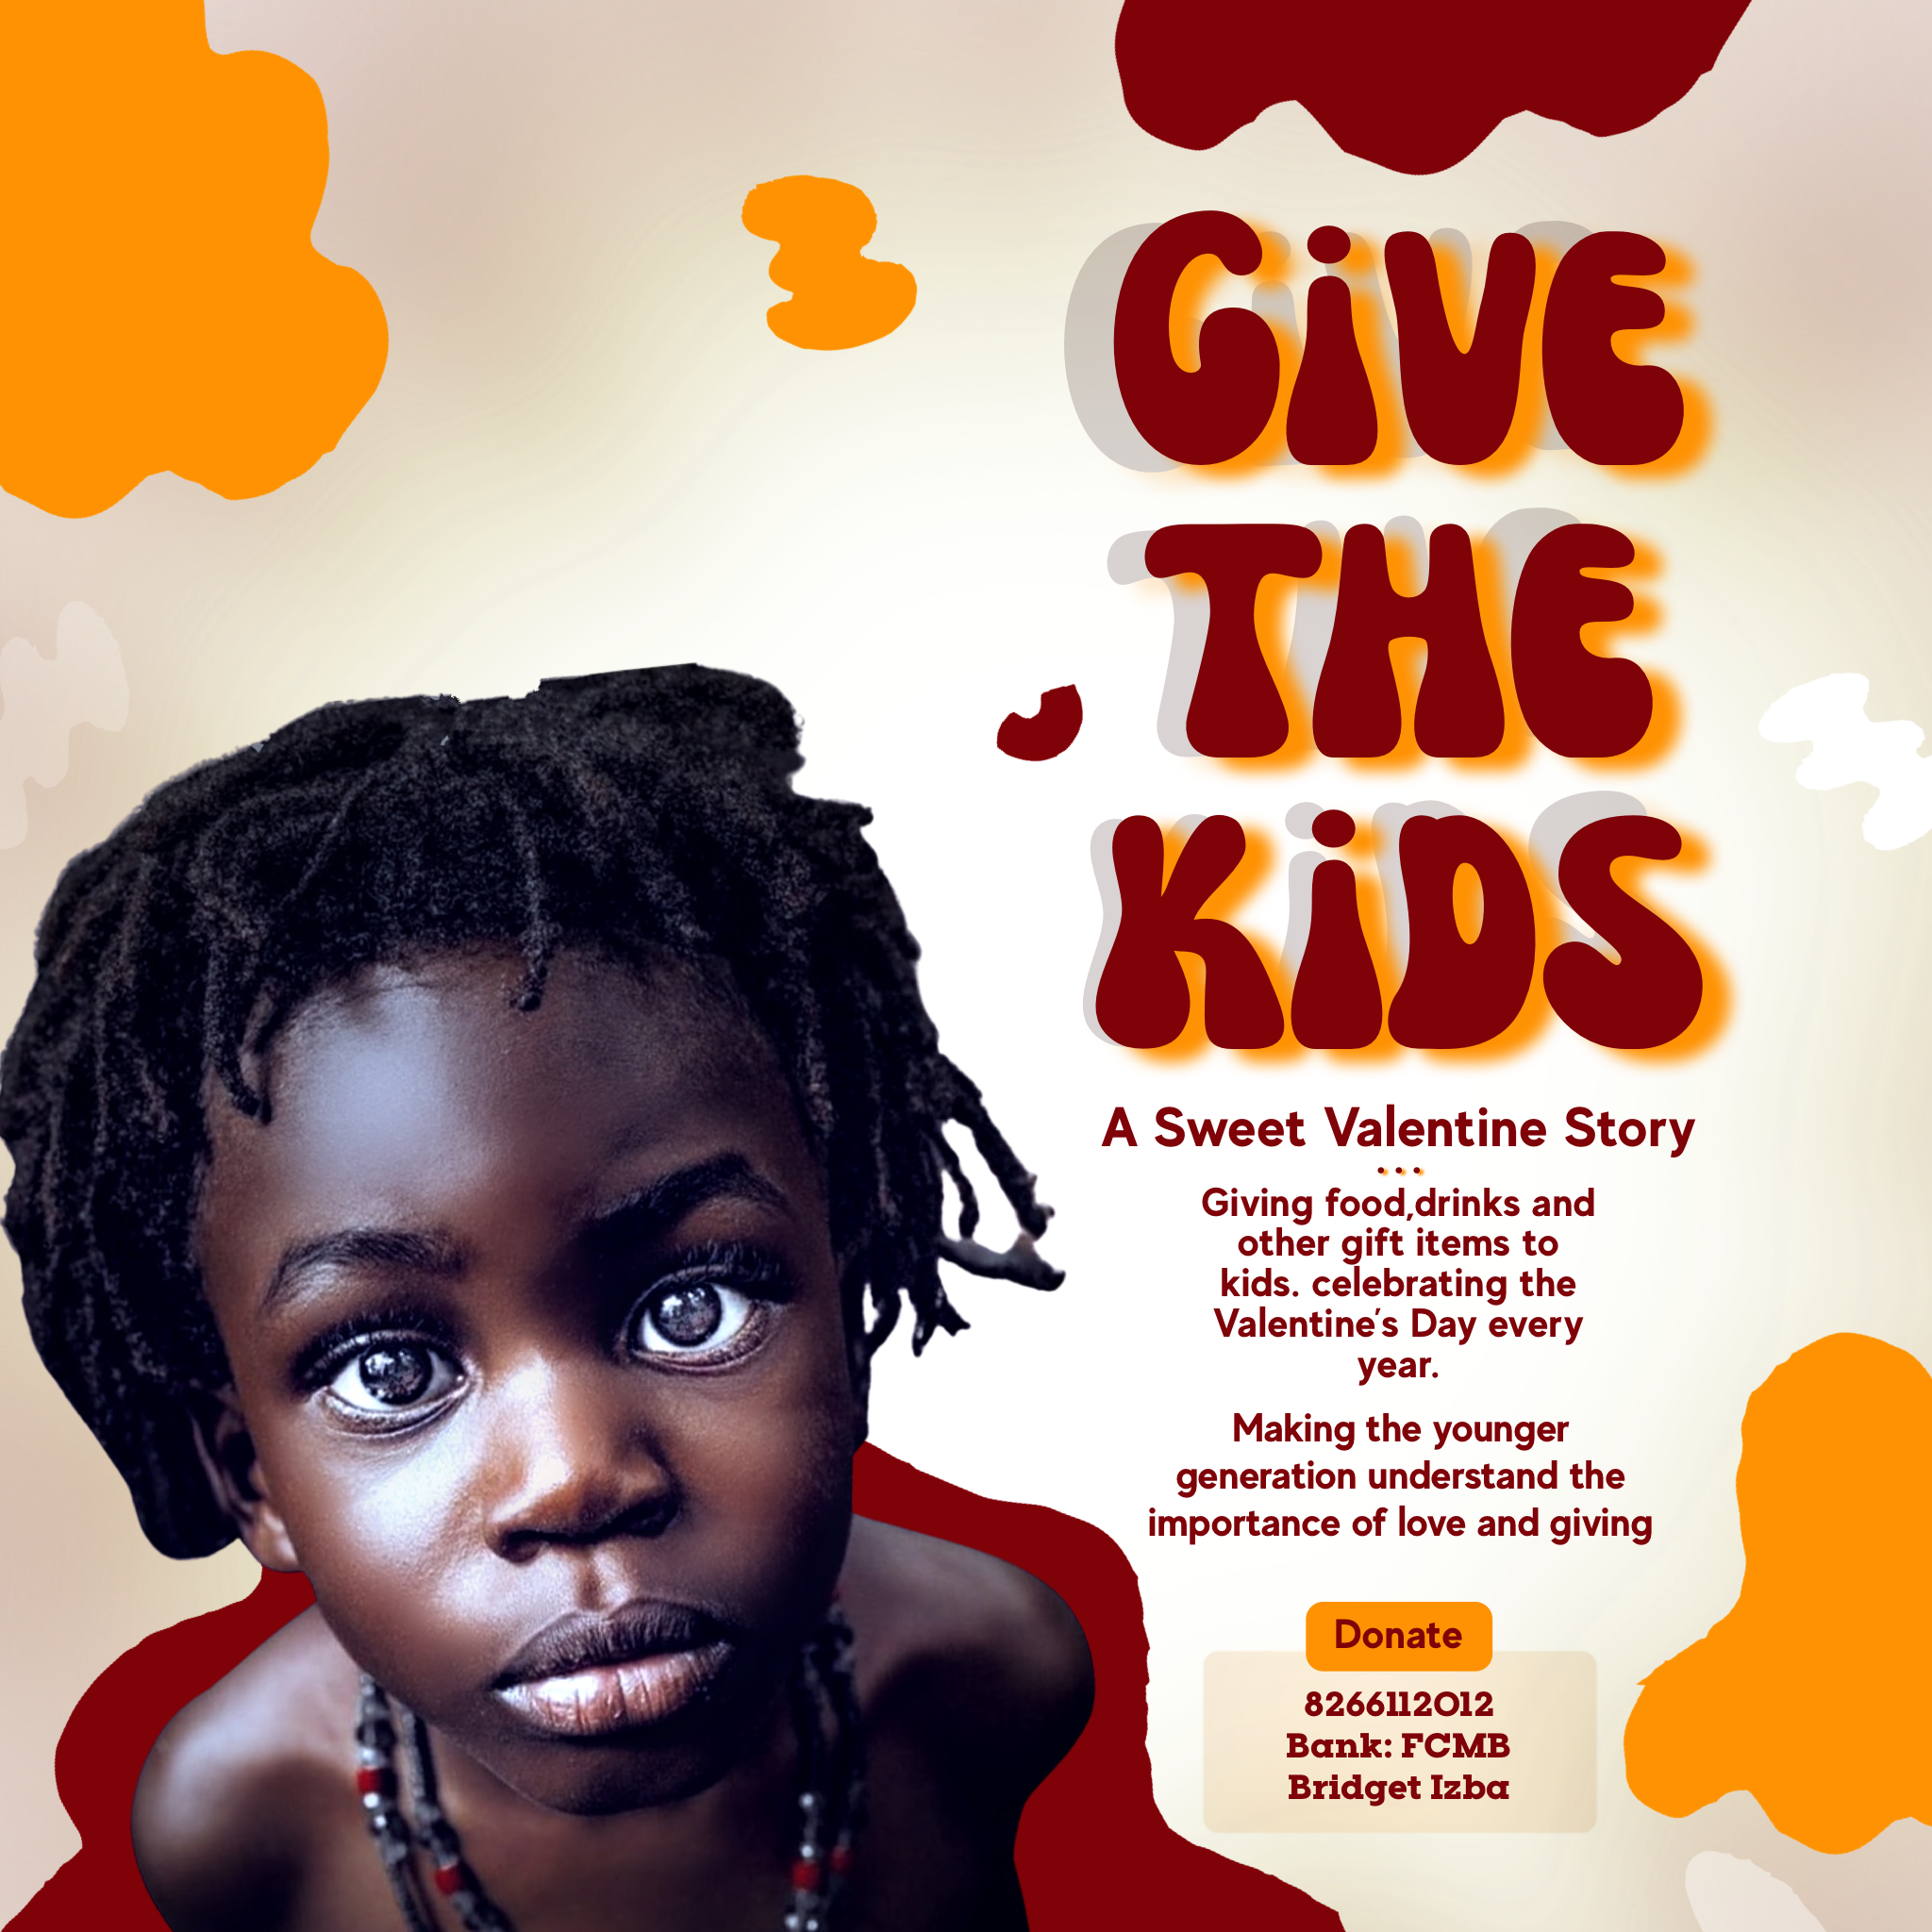 GiVE
THE
KiDS
A Sweet Valentine Story
...
Giving food,drinks and
other gift items to
kids. celebrating the
Valentine's Day every
year.
Making the younger
generation understand the
importance of love and giving
Donate
8266112012
Bank: FCMB
Bridget Izba